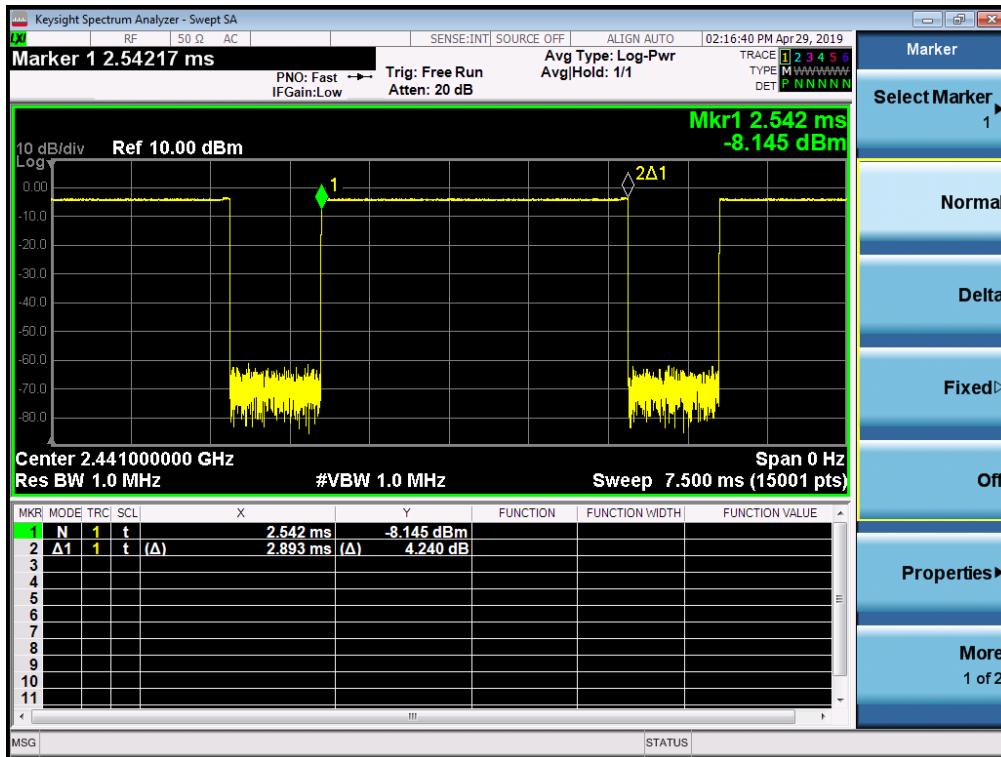 Keysight Spectrum Analyzer - Swept SA
LXI RF 50 Ω AC SENSE:INT SOURCE OFF ALIGN AUTO 02:16:40 PM Apr 29, 2019
Marker 1 2.54217 ms
PNO: Fast
IFGain:Low
Trig: Free Run
Atten: 20 dB
Avg Type: Log-Pwr
Avg|Hold: 1/1
TRACE 1 2 3 4 5 6
TYPE M WWWWW
DET P N N N N N
Mkr1 2.542 ms
-8.145 dBm
10 dB/div Ref 10.00 dBm
Log
0.00
-10.0
-20.0
-30.0
-40.0
-50.0
-60.0
-70.0
-80.0
1
2Δ1
Center 2.441000000 GHz Span 0 Hz
Res BW 1.0 MHz #VBW 1.0 MHz Sweep 7.500 ms (15001 pts)
MKR MODE TRC SCL X Y FUNCTION FUNCTION WIDTH FUNCTION VALUE
1 N 1 t 2.542 ms -8.145 dBm
2 Δ1 1 t (Δ) 2.893 ms (Δ) 4.240 dB
3
4
5
6
7
8
9
10
11
MSG STATUS
Marker
Select Marker
1
Normal
Delta
Fixed
Off
Properties
More
1 of 2